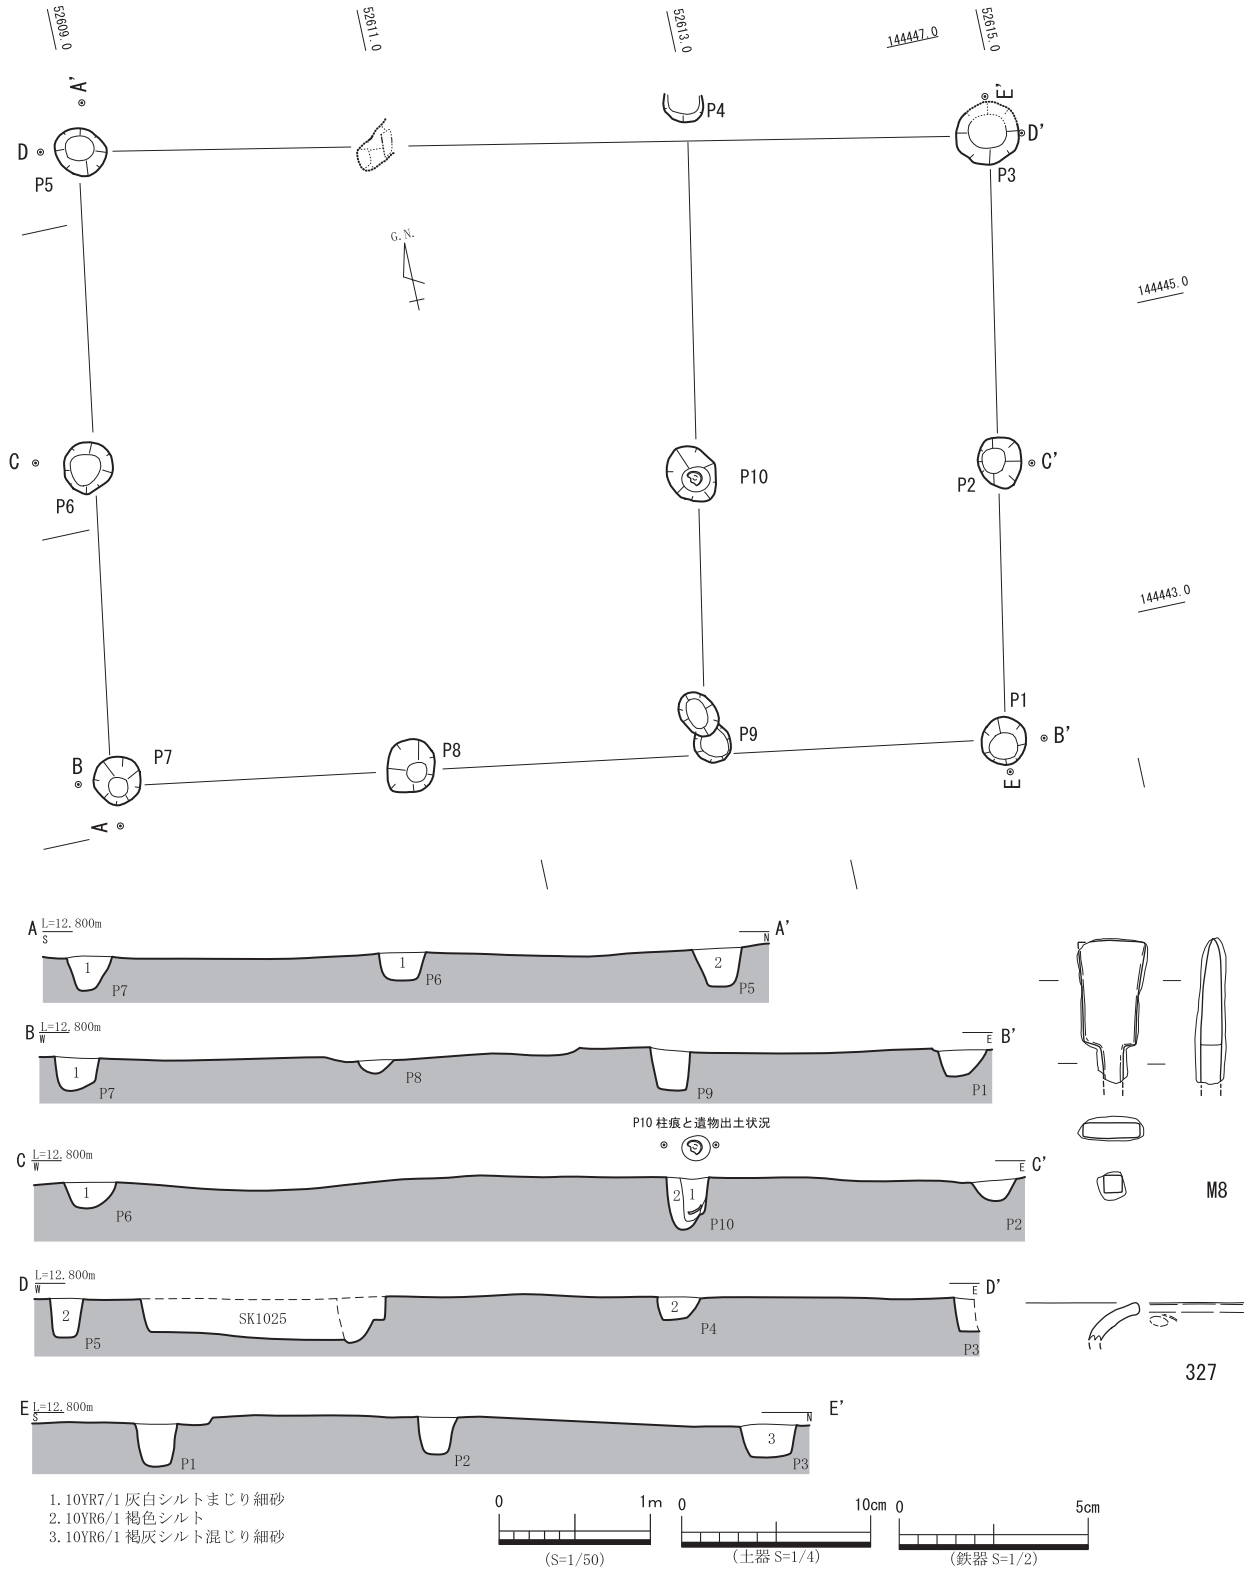 52609.0
52611.0
52613.0
52615.0
144447.0
A'
E'
P4
D
D'
P5
P3
G.N.
144445.0
C
P10
C'
P6
P2
144443.0
P1
P9
B'
P7
P8
B
E
A
A L=12.800m A'
S N
1 1 2
P7 P6 P5
B L=12.800m B'
W E
1
P7 P8 P9 P1
P10 柱痕と遺物出土状況
C L=12.800m C'
W E
1 2 1
P6 P10 P2
M8
D L=12.800m D'
W E
2 SK1025 2
P5 P4 P3
327
E L=12.800m E'
S N
3
P1 P2 P3
1. 10YR7/1 灰白シルトまじり細砂
2. 10YR6/1 褐色シルト
3. 10YR6/1 褐灰シルト混じり細砂
0 1m
(S=1/50)
0 10cm
(土器 S=1/4)
0 5cm
(鉄器 S=1/2)